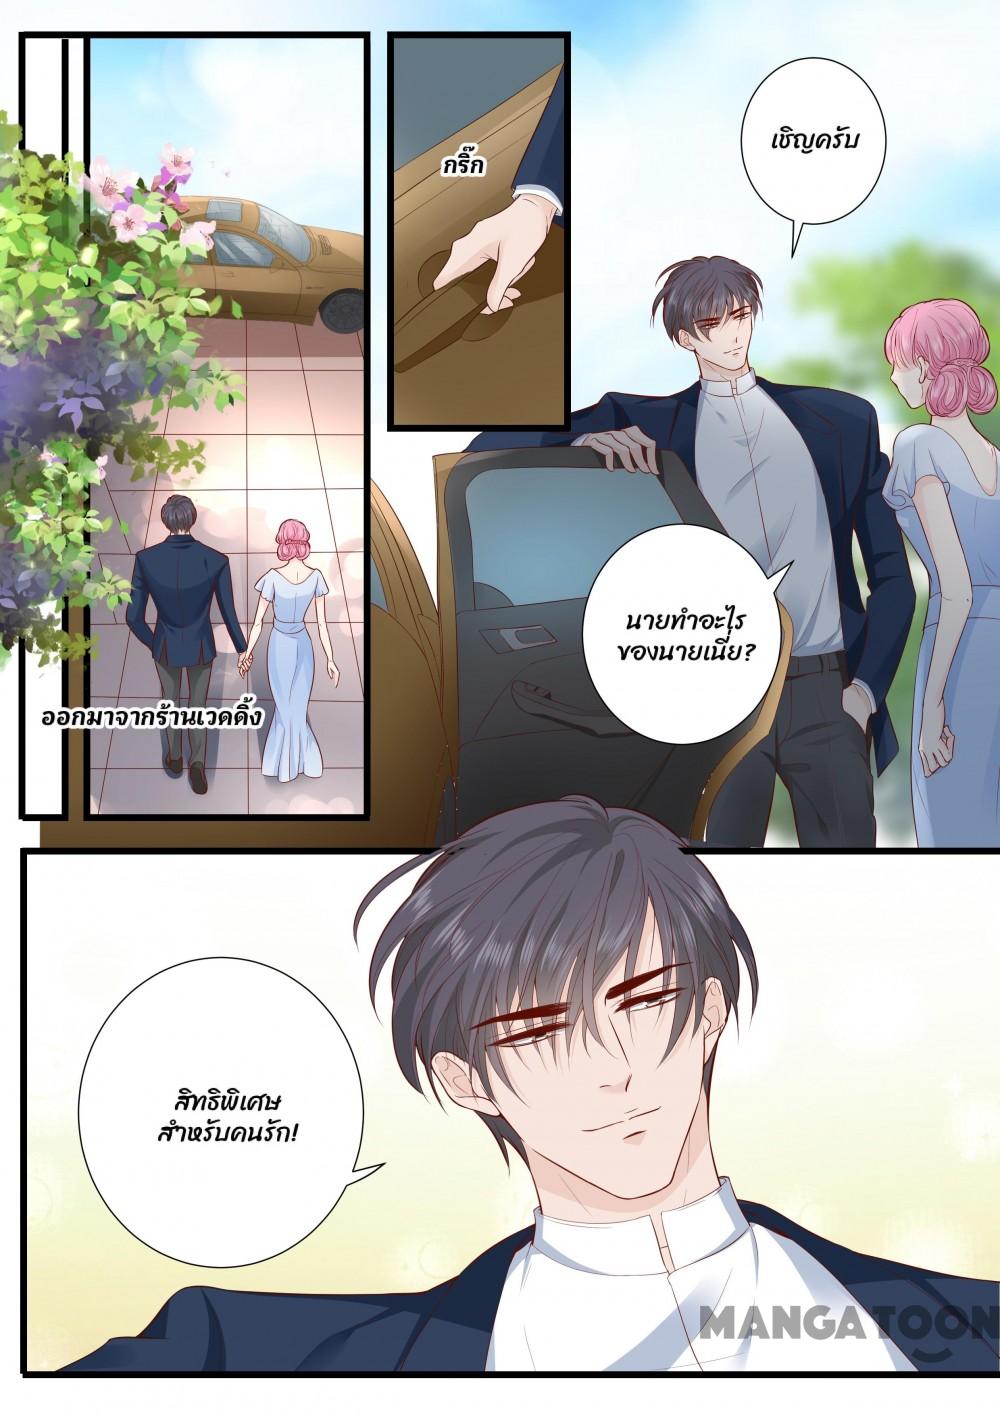 กริ๊ก
เชิญครับ
นายทำอะไร
ของนายเนี่ย?
ออกมาจากร้านเวดดิ้ง
สิทธิพิเศษ
สำหรับคนรัก!
MANGATOON